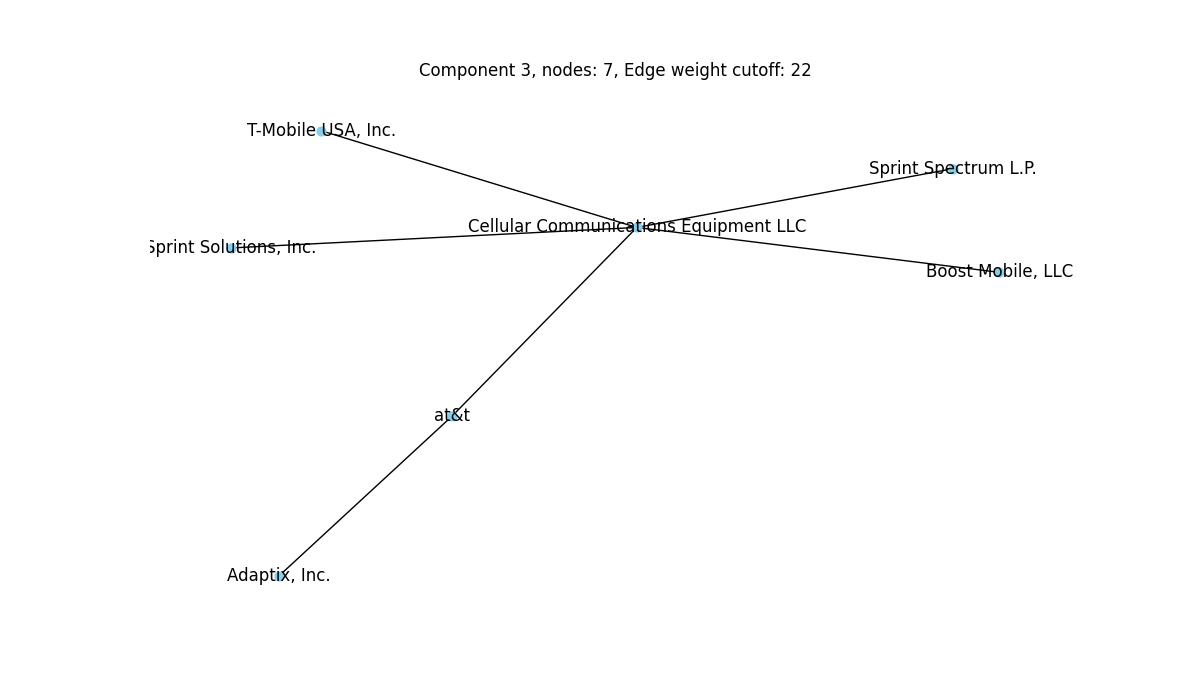 Component 3, nodes: 7, Edge weight cutoff: 22
T-Mobile USA, Inc.
Sprint Spectrum L.P.
Cellular Communications Equipment LLC
Sprint Solutions, Inc.
Boost Mobile, LLC
at&t
Adaptix, Inc.